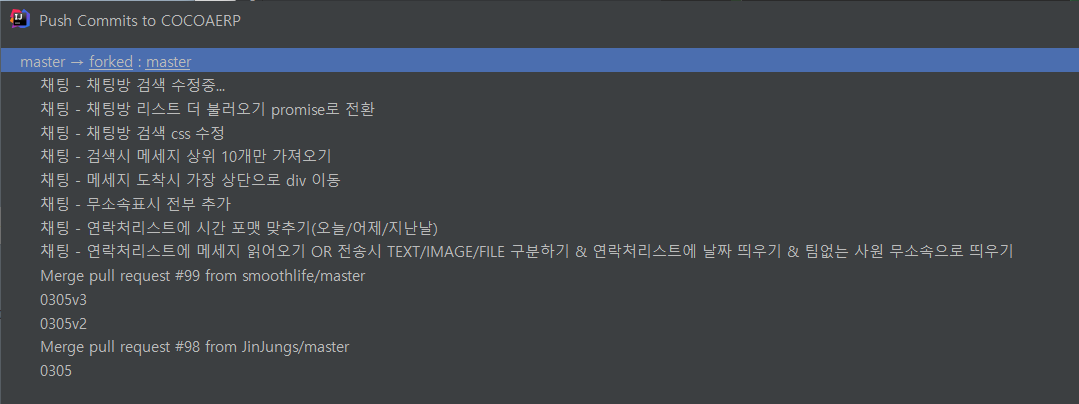 Push Commits to COCOAERP
master → forked : master
채팅 - 채팅방 검색 수정중...
채팅 - 채팅방 리스트 더 불러오기 promise로 전환
채팅 - 채팅방 검색 css 수정
채팅 - 검색시 메세지 상위 10개만 가져오기
채팅 - 메세지 도착시 가장 상단으로 div 이동
채팅 - 무소속표시 전부 추가
채팅 - 연락처리스트에 시간 포맷 맞추기(오늘/어제/지난날)
채팅 - 연락처리스트에 메세지 읽어오기 OR 전송시 TEXT/IMAGE/FILE 구분하기 & 연락처리스트에 날짜 띄우기 & 팀없는 사원 무소속으로 띄우기
Merge pull request #99 from smoothlife/master
0305v3
0305v2
Merge pull request #98 from JinJungs/master
0305